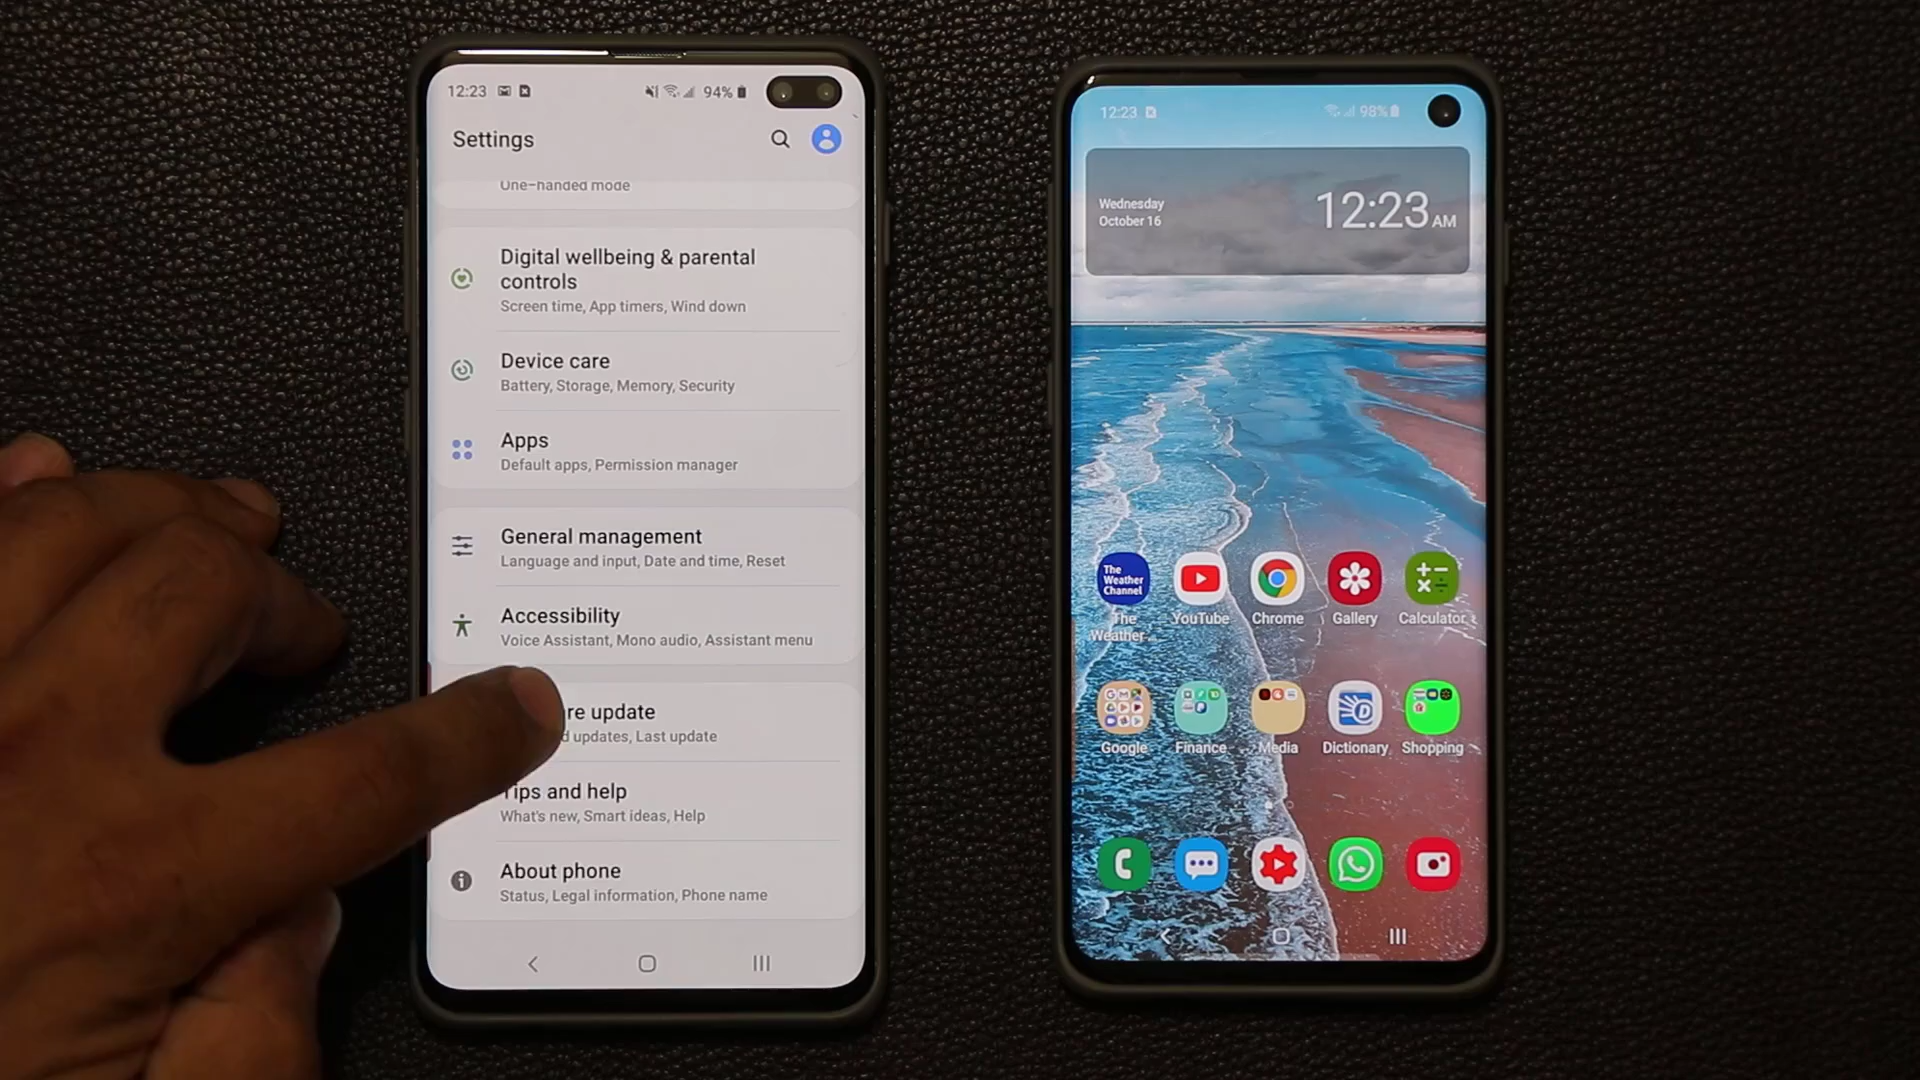 12:23
94%
Settings
One-handed mode
Digital wellbeing & parental
controls
Screen time, App timers, Wind down
Device care
Battery, Storage, Memory, Security
Apps
Default apps, Permission manager
General management
Language and input, Date and time, Reset
Accessibility
Voice Assistant, Mono audio, Assistant menu
re update
d updates, Last update
Tips and help
What's new, Smart ideas, Help
About phone
Status, Legal information, Phone name
12:23
98%
Wednesday
October 16
12:23 AM
The
Weather
Channel
The
Weather...
YouTube
Chrome
Gallery
Calculator
Google
Finance
Media
Dictionary
Shopping